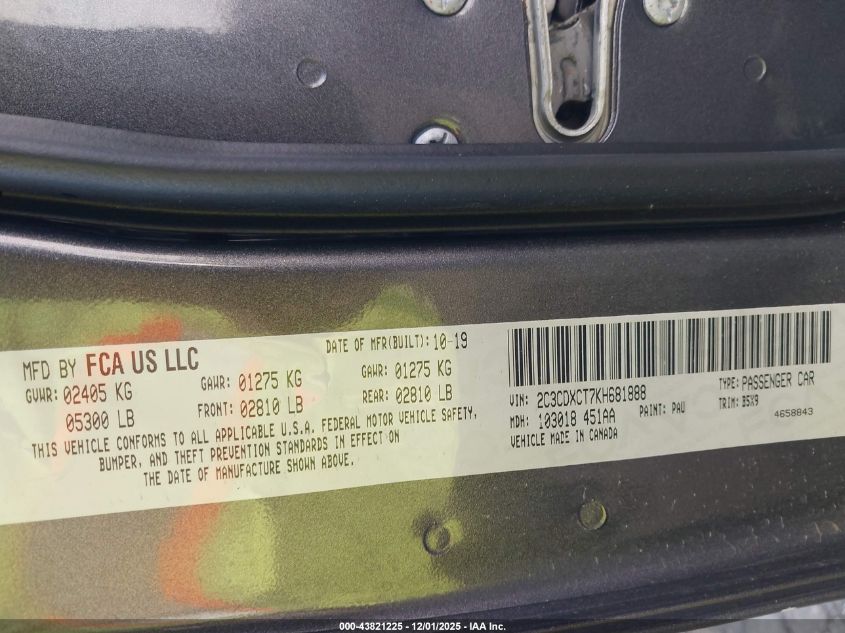 MFD BY FCA US LLC
DATE OF MFR(BUILT): 10-19
GVWR: 02405 KG
05300 LB
GAWR: 01275 KG
FRONT: 02810 LB
GAWR: 01275 KG
REAR: 02810 LB
THIS VEHICLE CONFORMS TO ALL APPLICABLE U.S.A. FEDERAL MOTOR VEHICLE SAFETY,
BUMPER, AND THEFT PREVENTION STANDARDS IN EFFECT ON
THE DATE OF MANUFACTURE SHOWN ABOVE.
VIN: 2C3CDXCT7KH681888
TYPE: PASSENGER CAR
MDH: 103018 451AA
PAINT: PAU
TRIM: B5X9
VEHICLE MADE IN CANADA
4658843
000-43821225 - 12/01/2025 - IAA Inc.